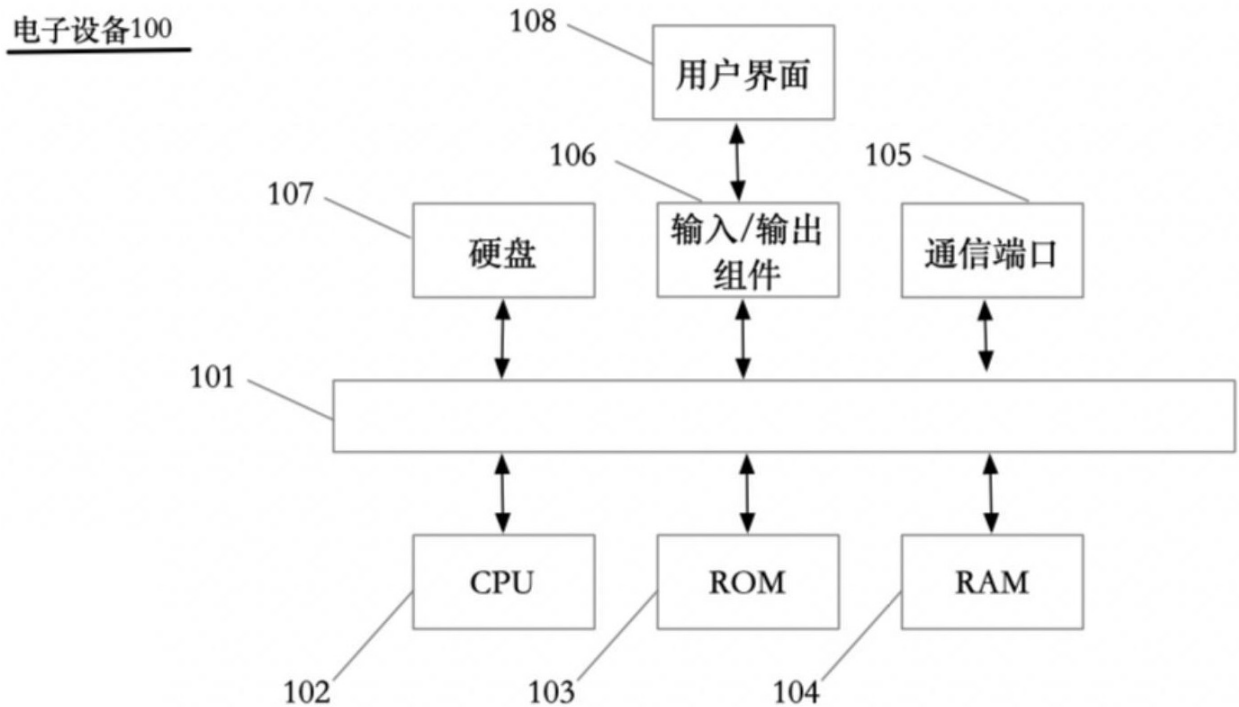 电子设备100
108
用户界面
106
105
107
硬盘
输入/输出
组件
通信端口
101
CPU
ROM
RAM
102
103
104